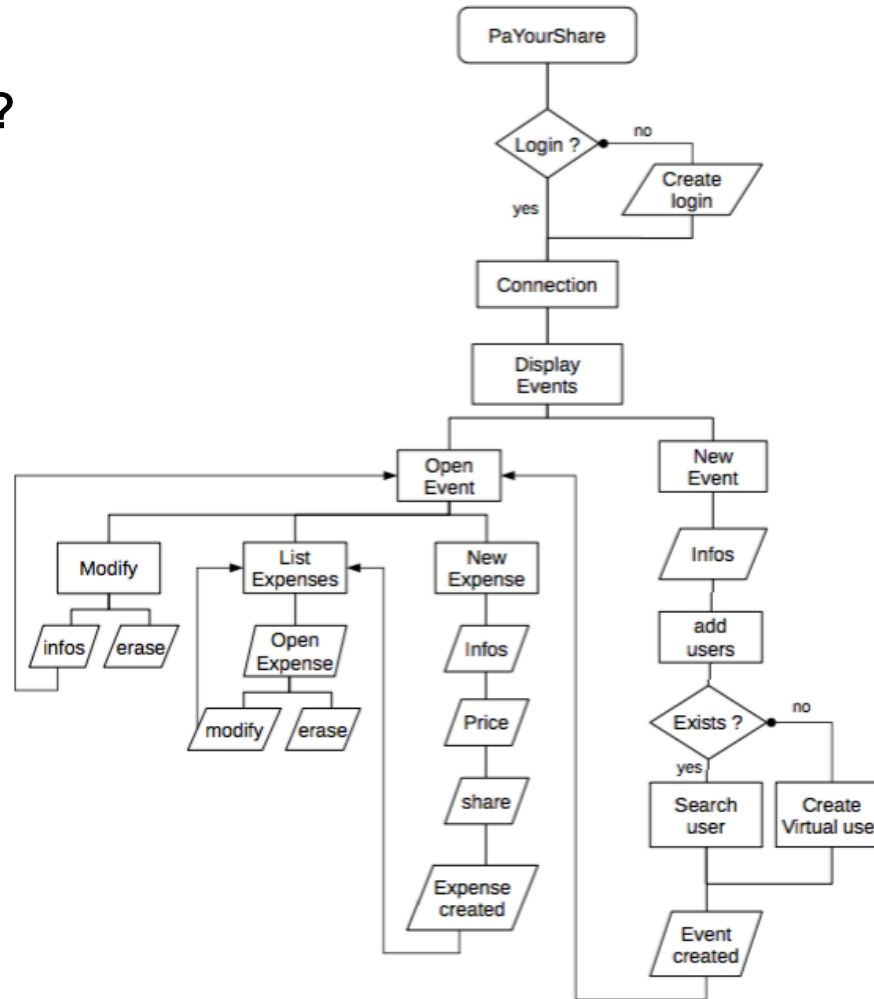 PaYourShare
?
Login ?
no
Create
login
yes
Connection
Display
Events
Open
Event
New
Event
Modify
List
Expenses
New
Expense
Infos
infos
erase
Open
Expense
Infos
add
users
modify
erase
Price
Exists ?
no
yes
share
Search
user
Create
Virtual use
Expense
created
Event
created